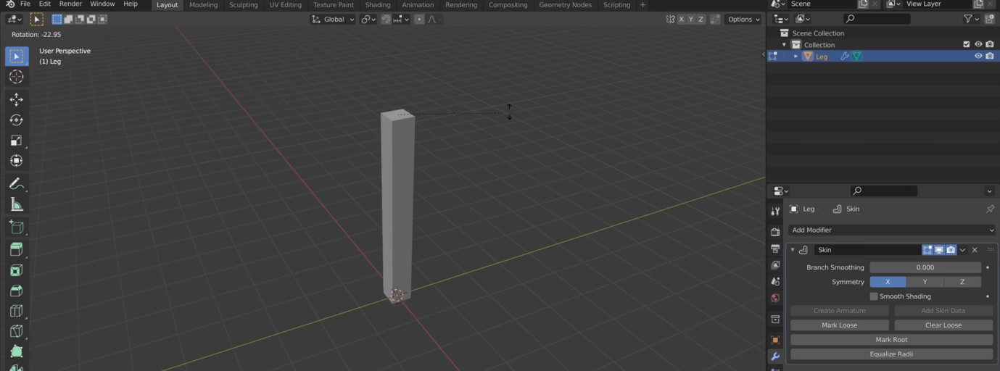 File Edit Render Window Help Layout Modeling Sculpting UV Editing Texture Paint Shading Animation Rendering Compositing Geometry Nodes Scripting + Scene View Layer
Global X Y Z Options
Rotation: -22.95
User Perspective
(1) Leg
Scene Collection
Collection
Leg
Leg Skin
Add Modifier
Skin
Branch Smoothing 0.000
Symmetry X Y Z
Smooth Shading
Create Armature Add Skin Data
Mark Loose Clear Loose
Mark Root
Equalize Radii